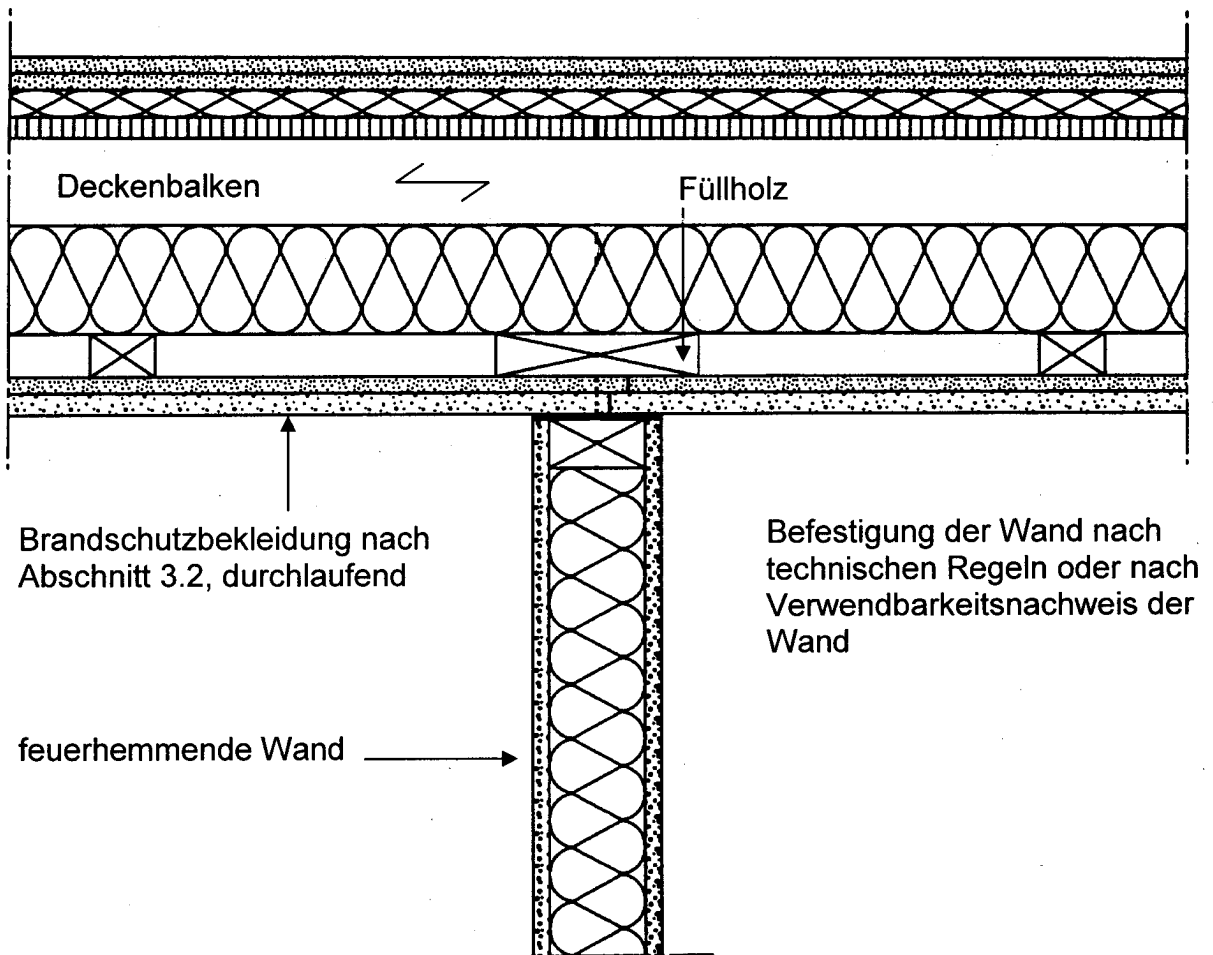 Deckenbalken
Füllholz
Brandschutzbekleidung nach
Abschnitt 3.2, durchlaufend
Befestigung der Wand nach
technischen Regeln oder nach
Verwendbarkeitsnachweis der
Wand
feuerhemmende Wand